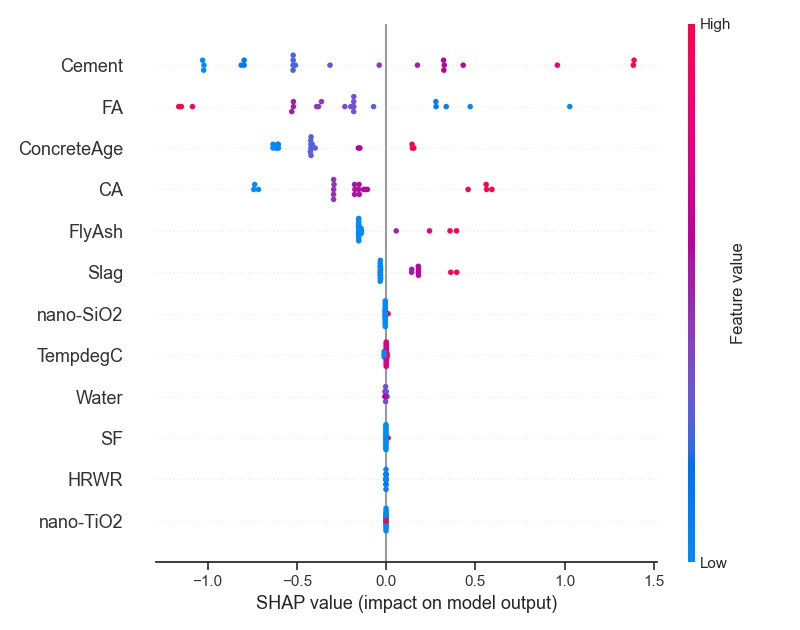 High
Cement
FA
ConcreteAge
CA
FlyAsh
Slag
nano-SiO2
TempdegC
Water
SF
HRWR
nano-TiO2
Feature value
Low
−1.0 −0.5 0.0 0.5 1.0 1.5
SHAP value (impact on model output)